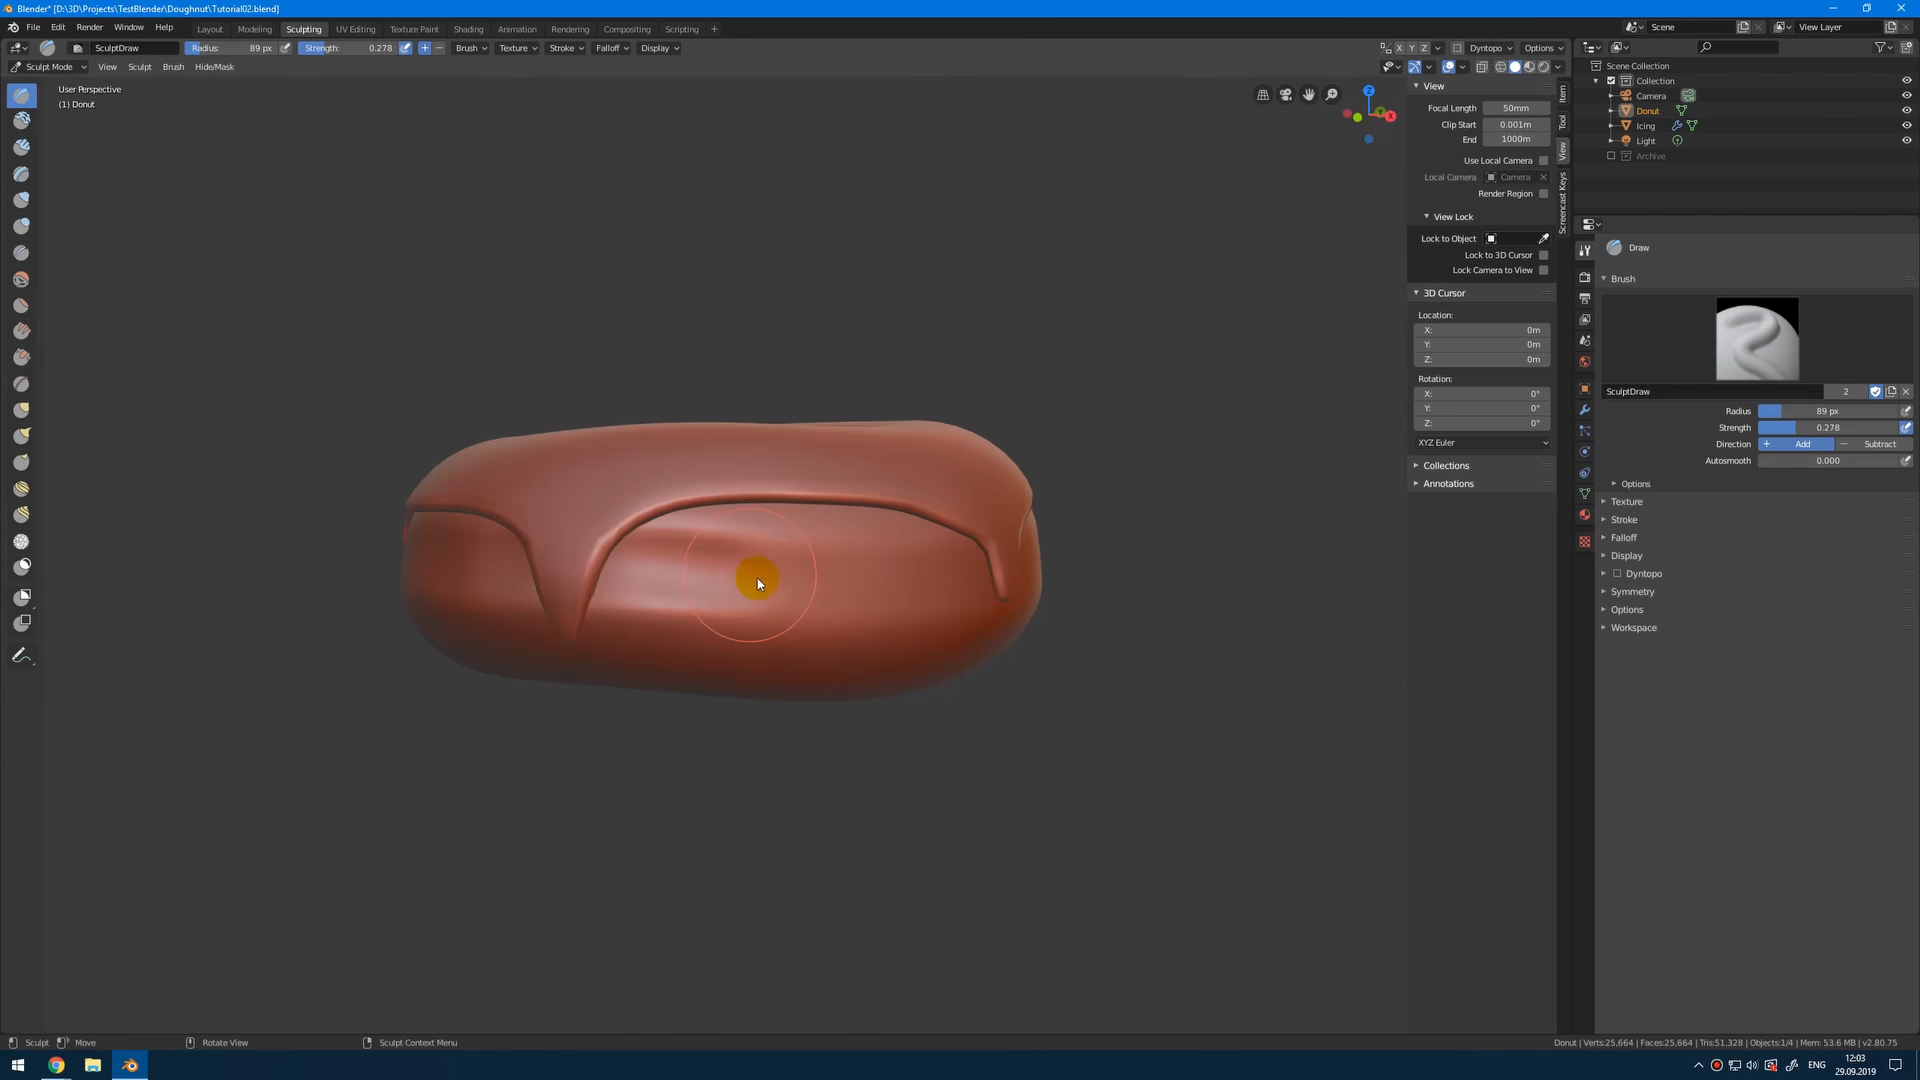 Blender* [D:\3D\Projects\TestBlender\Doughnut\Tutorial02.blend]
File Edit Render Window Help
Layout Modeling Sculpting UV Editing Texture Paint Shading Animation Rendering Compositing Scripting +
Scene View Layer
SculptDraw Radius: 89 px Strength: 0.278 + − Brush Texture Stroke Falloff Display X Y Z Dyntopo Options
Sculpt Mode View Sculpt Brush Hide/Mask
User Perspective
(1) Donut
Z
X
View
Focal Length 50mm
Clip Start 0.001m
End 1000m
Use Local Camera
Local Camera Camera
Render Region
View Lock
Lock to Object
Lock to 3D Cursor
Lock Camera to View
3D Cursor
Location:
X: 0m
Y: 0m
Z: 0m
Rotation:
X: 0°
Y: 0°
Z: 0°
XYZ Euler
Collections
Annotations
Item
Tool
View
Screencast Keys
Scene Collection
Collection
Camera
Donut
Icing
Light
Archive
Draw
Brush
SculptDraw 2
Radius 89 px
Strength 0.278
Direction + Add − Subtract
Autosmooth 0.000
Options
Texture
Stroke
Falloff
Display
Dyntopo
Symmetry
Options
Workspace
Sculpt Move Rotate View Sculpt Context Menu
Donut | Verts:25,664 | Faces:25,664 | Tris:51,328 | Objects:1/4 | Mem: 53.6 MB | v2.80.75
ENG 12:03
29.09.2019